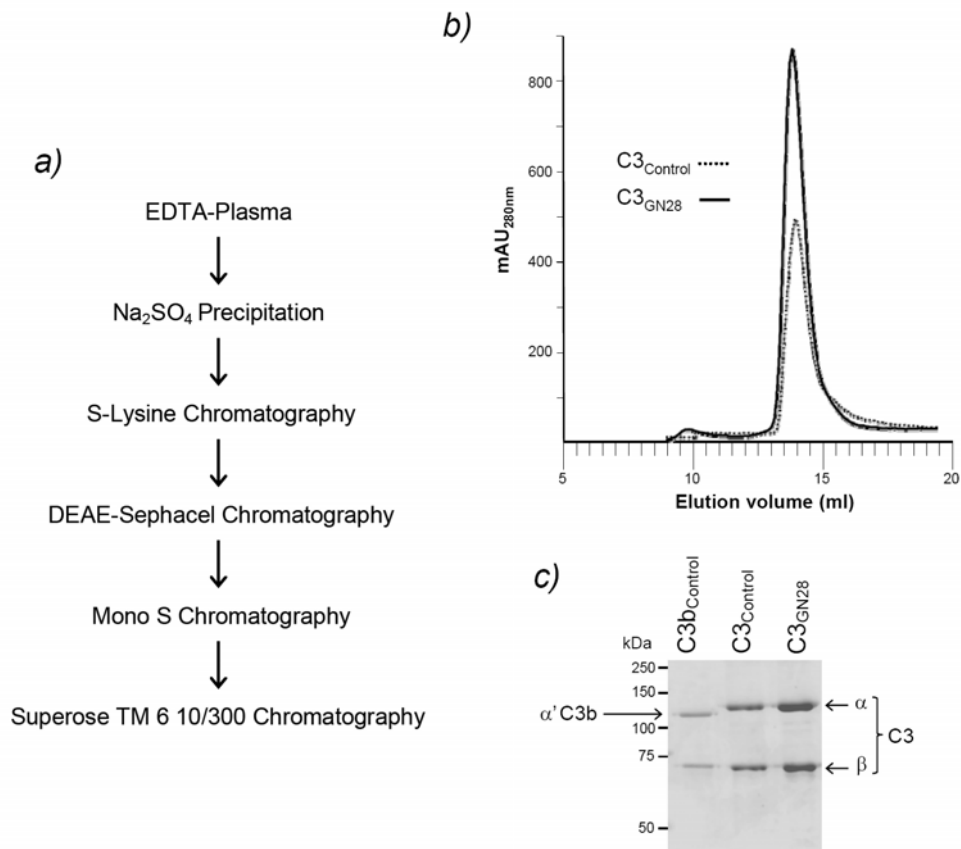 a)
EDTA-Plasma
Na₂SO₄ Precipitation
S-Lysine Chromatography
DEAE-Sephacel Chromatography
Mono S Chromatography
Superose TM 6 10/300 Chromatography
b)
mAU280nm
800
600
400
200
C3Control
C3GN28
5
10
15
20
Elution volume (ml)
c)
C3bControl
C3Control
C3GN28
kDa
250
150
100
75
50
α’ C3b
α
β
C3